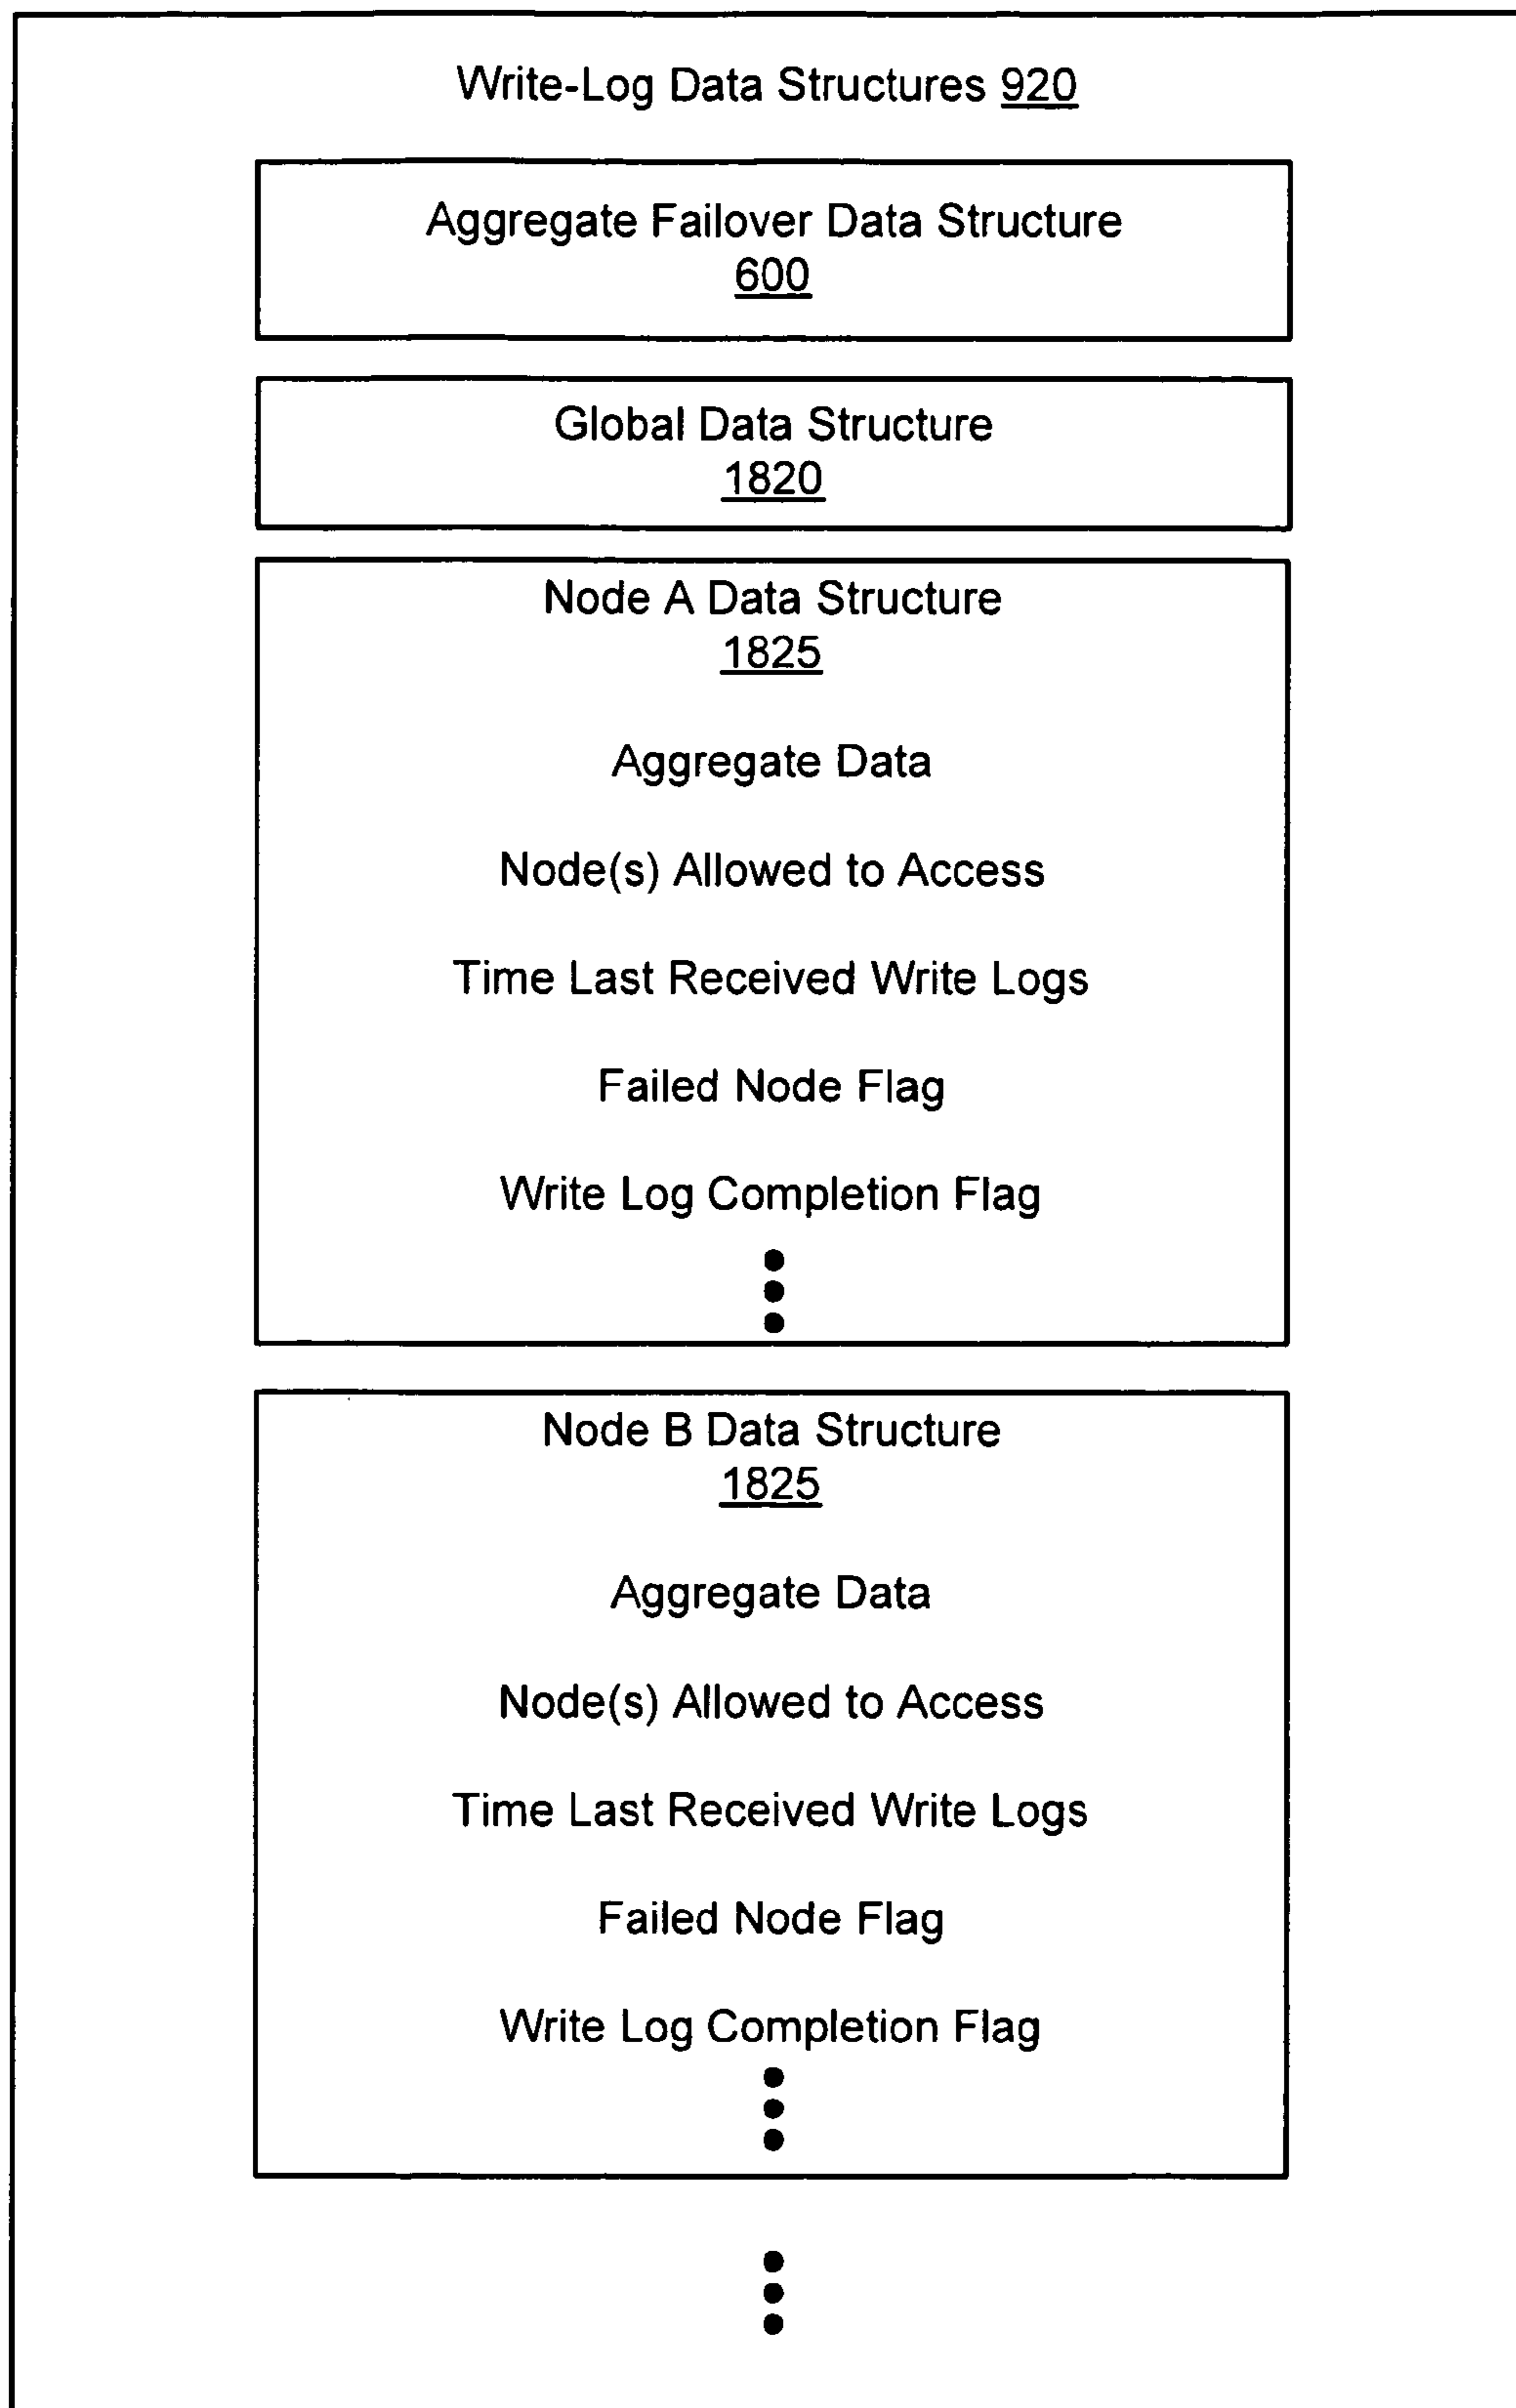 Write-Log Data Structures 920
Aggregate Failover Data Structure
600
Global Data Structure
1820
Node A Data Structure
1825
Aggregate Data
Node(s) Allowed to Access
Time Last Received Write Logs
Failed Node Flag
Write Log Completion Flag
Node B Data Structure
1825
Aggregate Data
Node(s) Allowed to Access
Time Last Received Write Logs
Failed Node Flag
Write Log Completion Flag